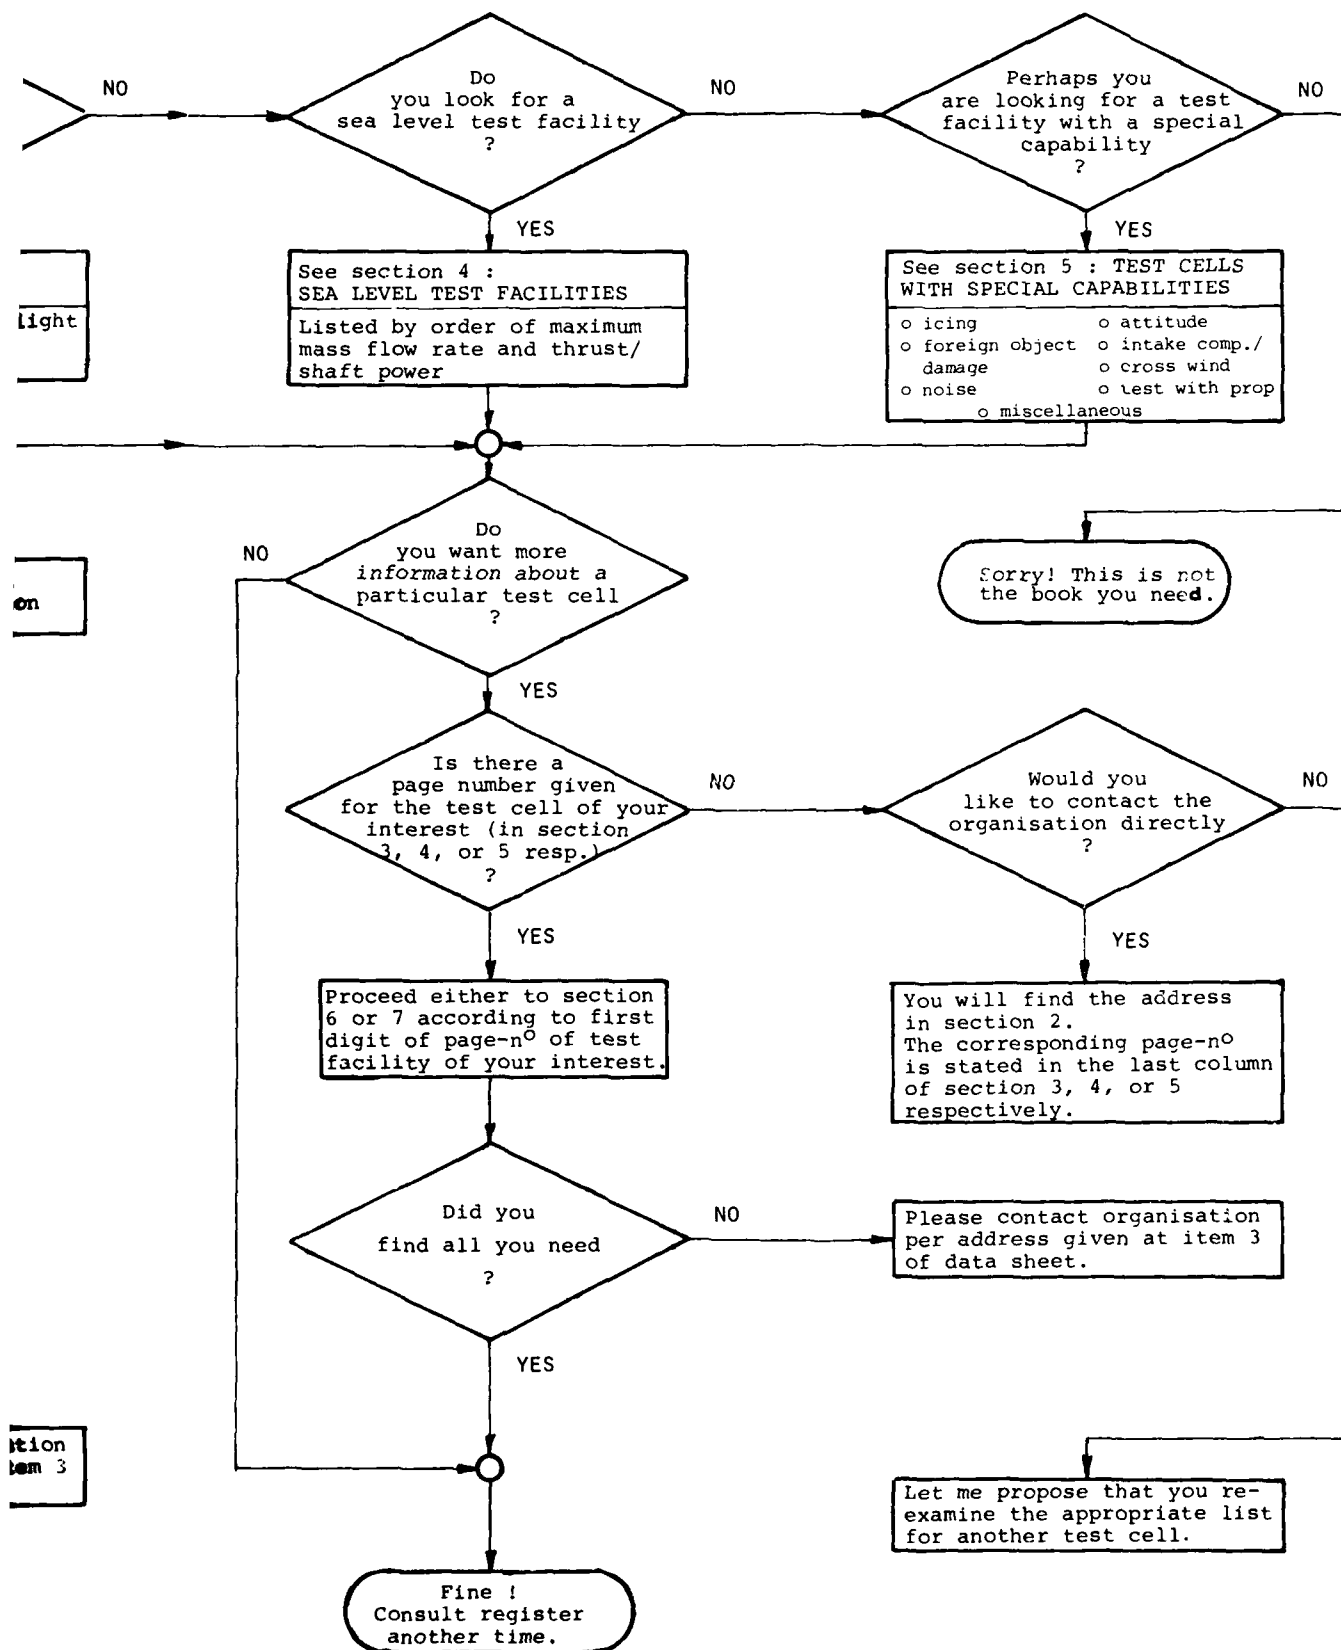 NO
Do
you look for a
sea level test facility
?
NO
Perhaps you
are looking for a test
facility with a special
capability
?
NO
YES
YES
light
See section 4 :
SEA LEVEL TEST FACILITIES
Listed by order of maximum
mass flow rate and thrust/
shaft power
See section 5 : TEST CELLS
WITH SPECIAL CAPABILITIES
o icing
o foreign object
damage
o noise
o attitude
o intake comp./
o cross wind
o test with prop
o miscellaneous
on
NO
Do
you want more
information about a
particular test cell
?
Sorry! This is not
the book you need.
YES
Is there a
page number given
for the test cell of your
interest (in section
3, 4, or 5 resp.)
?
NO
Would you
like to contact the
organisation directly
?
NO
YES
YES
Proceed either to section
6 or 7 according to first
digit of page-nº of test
facility of your interest.
You will find the address
in section 2.
The corresponding page-nº
is stated in the last column
of section 3, 4, or 5
respectively.
Did you
find all you need
?
NO
Please contact organisation
per address given at item 3
of data sheet.
YES
tion
tem 3
Let me propose that you re-
examine the appropriate list
for another test cell.
Fine !
Consult register
another time.